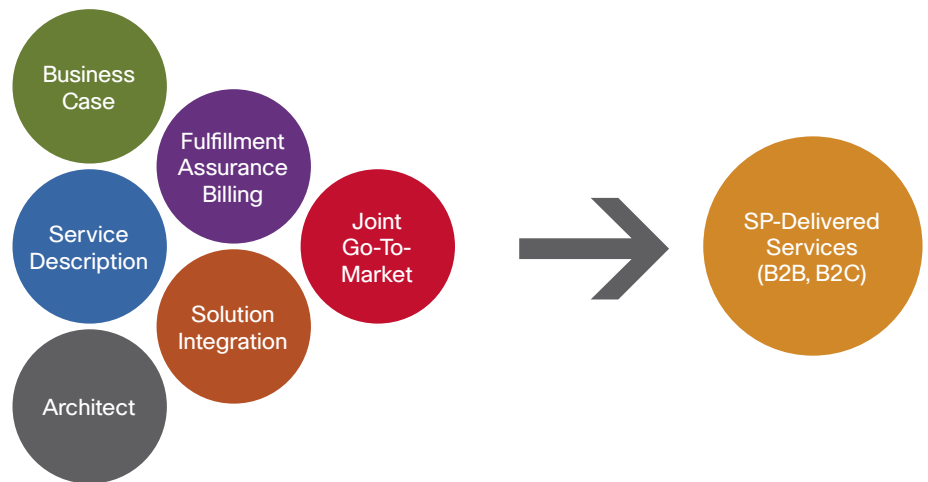 Business
Case
Fulfillment
Assurance
Billing
Service
Description
Joint
Go-To-
Market
Solution
Integration
Architect
SP-Delivered
Services
(B2B, B2C)